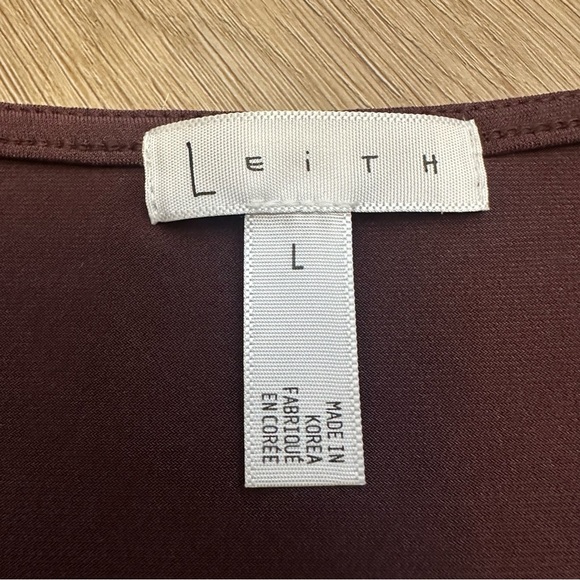 LEiTH
L
MADE IN
KOREA
FABRIQUÉ
EN CORÉE